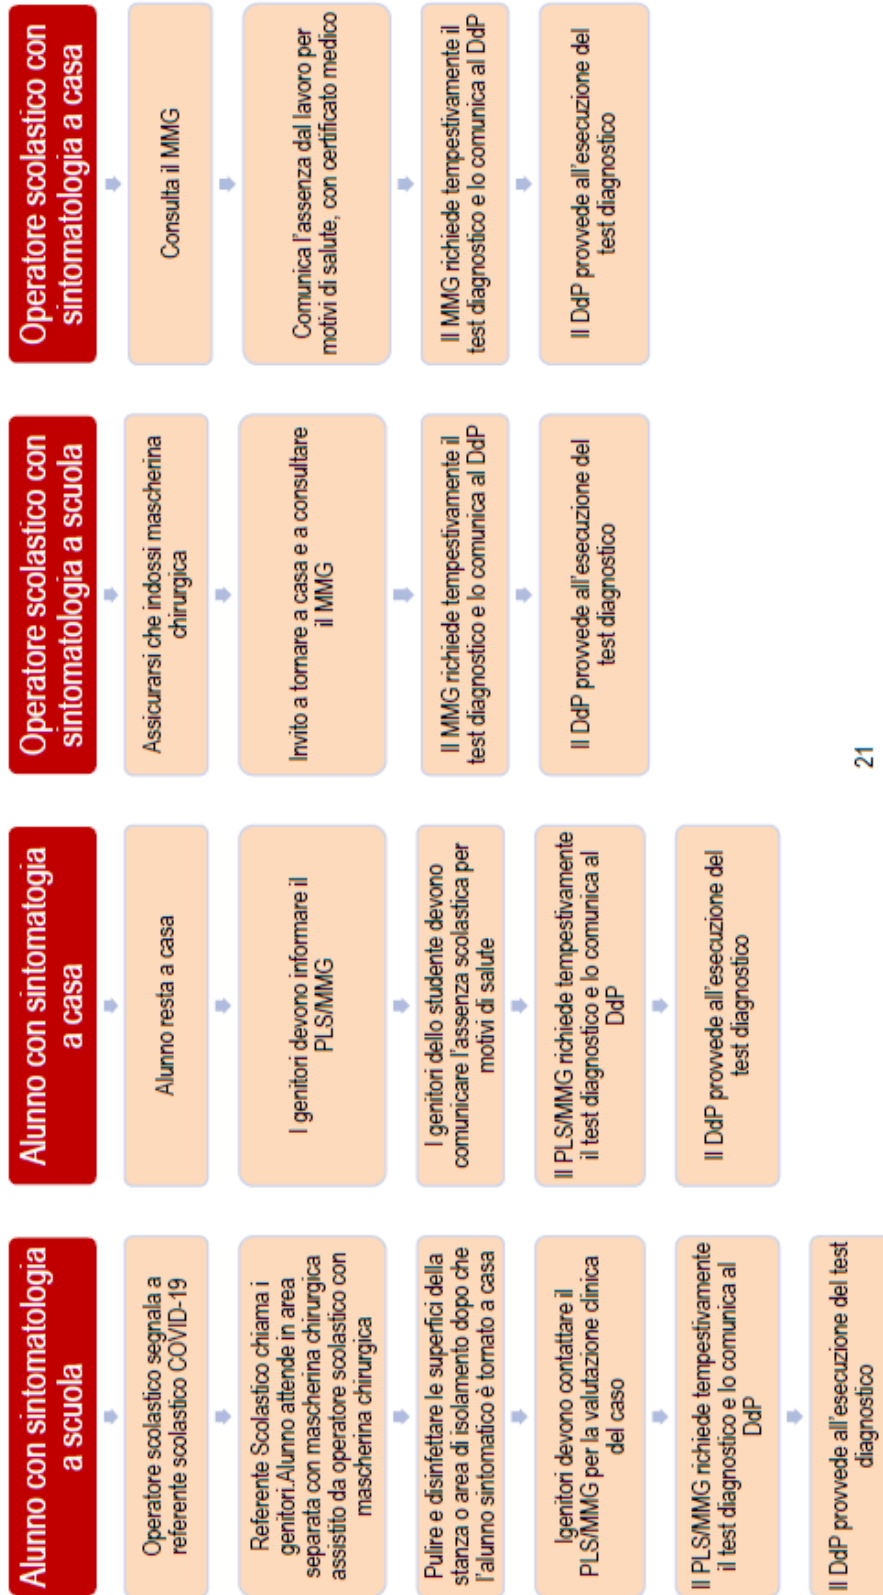 Alunno con sintomatologia
a scuola
Operatore scolastico segnala a
referente scolastico COVID-19
Referente Scolastico chiama i
genitori.Alunno attende in area
separata con mascherina chirurgica
assistito da operatore scolastico con
mascherina chirurgica
Pulire e disinfettare le superfici della
stanza o area di isolamento dopo che
l'alunno sintomatico è tornato a casa
Igenitori devono contattare il
PLS/MMG per la valutazione clinica
del caso
Il PLS/MMG richiede tempestivamente
il test diagnostico e lo comunica al
DdP
Il DdP provvede all'esecuzione del test
diagnostico
Alunno con sintomatogia
a casa
Alunno resta a casa
I genitori devono informare il
PLS/MMG
I genitori dello studente devono
comunicare l'assenza scolastica per
motivi di salute
Il PLS/MMG richiede tempestivamente
il test diagnostico e lo comunica al
DdP
Il DdP provvede all'esecuzione del
test diagnostico
Operatore scolastico con
sintomatologia a scuola
Assicurarsi che indossi mascherina
chirurgica
Invito a tornare a casa e a consultare
il MMG
Il MMG richiede tempestivamente il
test diagnostico e lo comunica al DdP
Il DdP provvede all'esecuzione del
test diagnostico
Operatore scolastico con
sintomatologia a casa
Consulta il MMG
Comunica l'assenza dal lavoro per
motivi di salute, con certificato medico
Il MMG richiede tempestivamente il
test diagnostico e lo comunica al DdP
Il DdP provvede all'esecuzione del
test diagnostico
21